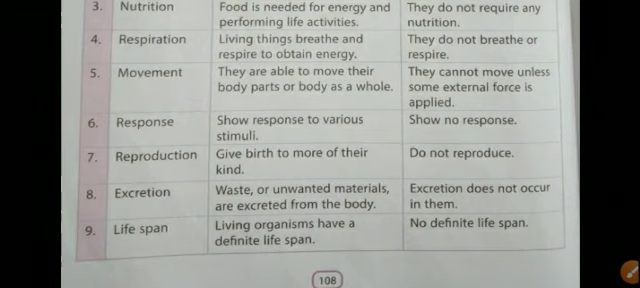 3. Nutrition Food is needed for energy and They do not require any
performing life activities. nutrition.
4. Respiration Living things breathe and They do not breathe or
respire to obtain energy. respire.
5. Movement They are able to move their They cannot move unless
body parts or body as a whole. some external force is
applied.
6. Response Show response to various Show no response.
stimuli.
7. Reproduction Give birth to more of their Do not reproduce.
kind.
8. Excretion Waste, or unwanted materials, Excretion does not occur
are excreted from the body. in them.
9. Life span Living organisms have a No definite life span.
definite life span.
108